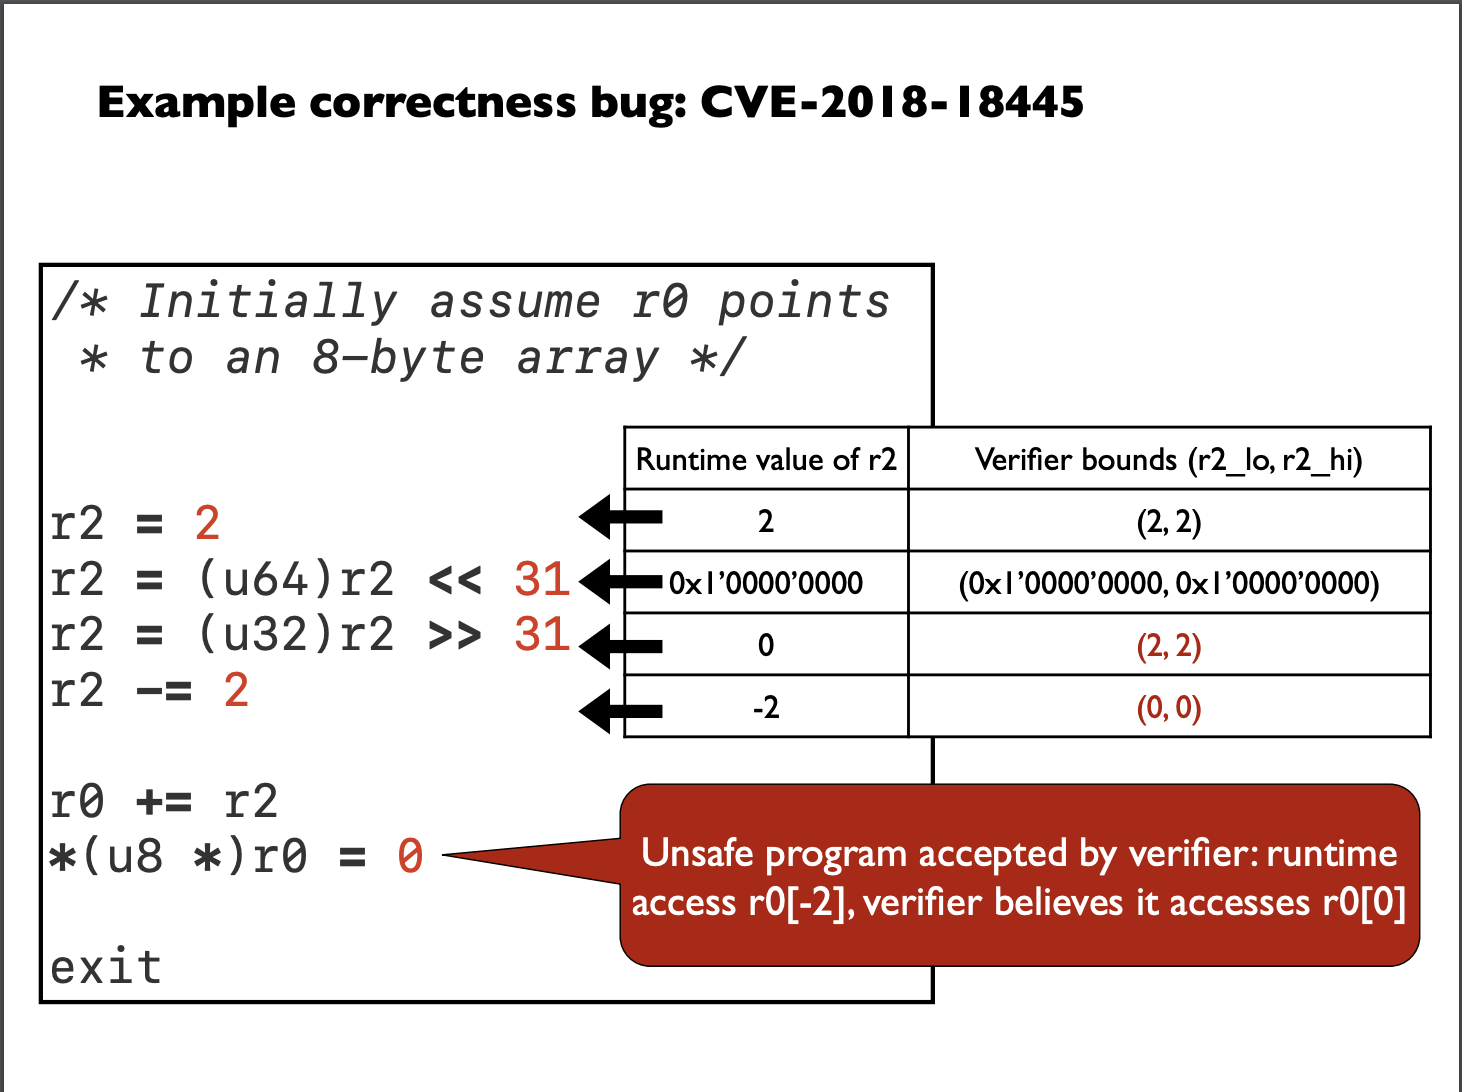 Example correctness bug: CVE-2018-18445
/* Initially assume r0 points
* to an 8-byte array */
r2 = 2
r2 = (u64)r2 << 31
r2 = (u32)r2 >> 31
r2 -= 2
r0 += r2
*(u8 *)r0 = 0
exit
Runtime value of r2 Verifier bounds (r2_lo, r2_hi)
2 (2, 2)
0x1’0000’0000 (0x1’0000’0000, 0x1’0000’0000)
0 (2, 2)
-2 (0, 0)
Unsafe program accepted by verifier: runtime
access r0[-2], verifier believes it accesses r0[0]